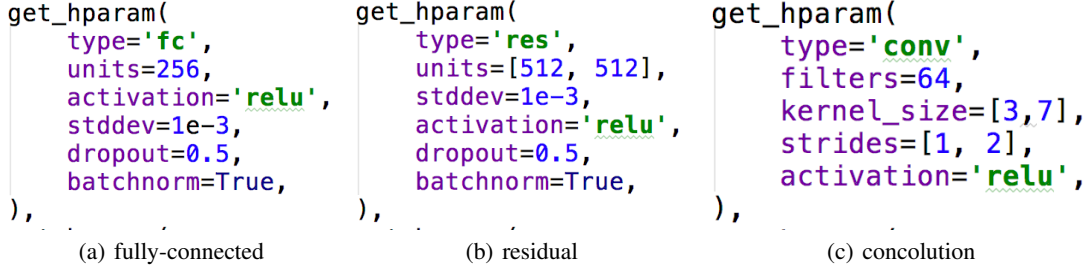 get_hparam(
type='fc',
units=256,
activation='relu',
stddev=1e-3,
dropout=0.5,
batchnorm=True,
),
(a) fully-connected
get_hparam(
type='res',
units=[512, 512],
stddev=1e-3,
activation='relu',
dropout=0.5,
batchnorm=True,
),
(b) residual
get_hparam(
type='conv',
filters=64,
kernel_size=[3,7],
strides=[1, 2],
activation='relu',
),
(c) concolution